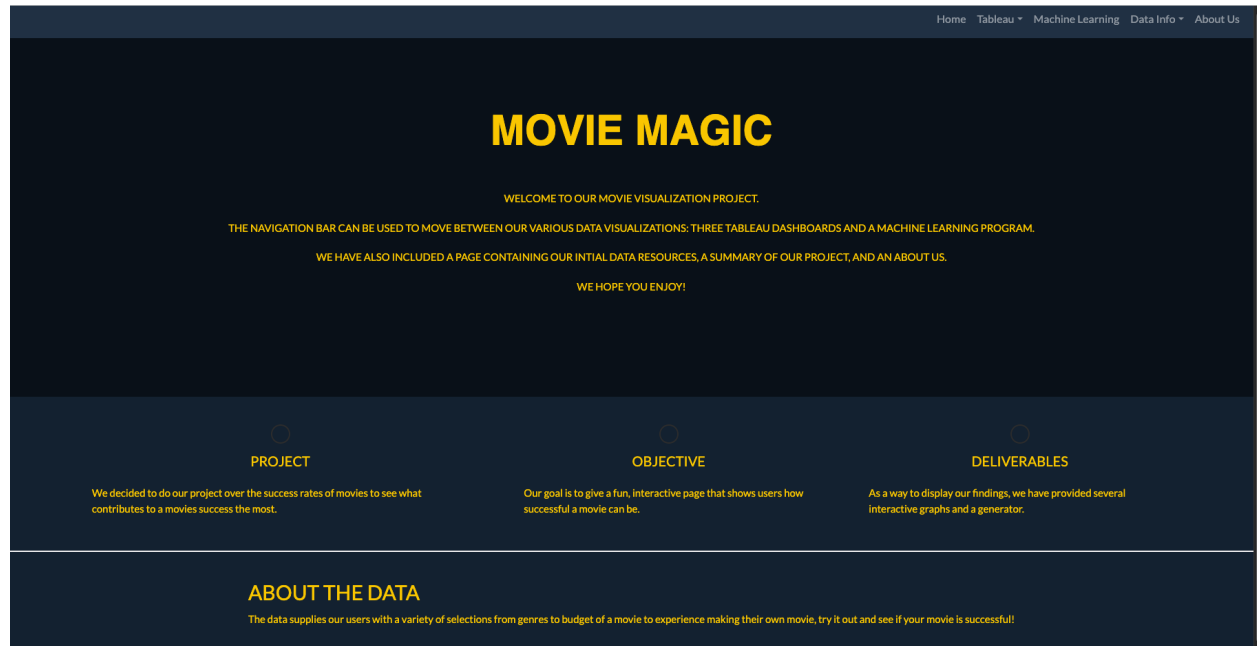 Home Tableau Machine Learning Data Info About Us
MOVIE MAGIC
WELCOME TO OUR MOVIE VISUALIZATION PROJECT.
THE NAVIGATION BAR CAN BE USED TO MOVE BETWEEN OUR VARIOUS DATA VISUALIZATIONS: THREE TABLEAU DASHBOARDS AND A MACHINE LEARNING PROGRAM.
WE HAVE ALSO INCLUDED A PAGE CONTAINING OUR INTIAL DATA RESOURCES, A SUMMARY OF OUR PROJECT, AND AN ABOUT US.
WE HOPE YOU ENJOY!
PROJECT
We decided to do our project over the success rates of movies to see what
contributes to a movies success the most.
OBJECTIVE
Our goal is to give a fun, interactive page that shows users how
successful a movie can be.
DELIVERABLES
As a way to display our findings, we have provided several
interactive graphs and a generator.
ABOUT THE DATA
The data supplies our users with a variety of selections from genres to budget of a movie to experience making their own movie, try it out and see if your movie is successful!